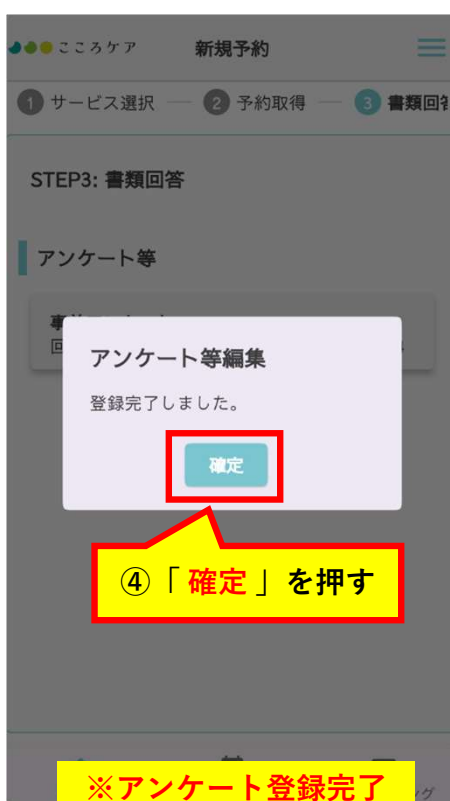 こころケア 新規予約
1 サービス選択 2 予約取得 3 書類回答
STEP3: 書類回答
アンケート等
アンケート等編集
登録完了しました。
確定
④「確定」を押す
※アンケート登録完了